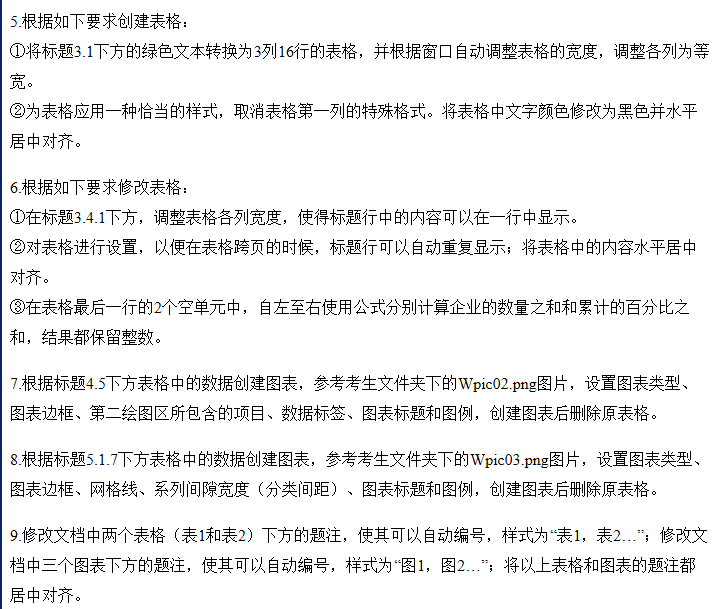 5.根据如下要求创建表格：
①将标题3.1下方的绿色文本转换为3列16行的表格，并根据窗口自动调整表格的宽度，调整各列为等
宽。
②为表格应用一种恰当的样式，取消表格第一列的特殊格式。将表格中文字颜色修改为黑色并水平
居中对齐。
6.根据如下要求修改表格：
①在标题3.4.1下方，调整表格各列宽度，使得标题行中的内容可以在一行中显示。
②对表格进行设置，以便在表格跨页的时候，标题行可以自动重复显示；将表格中的内容水平居中
对齐。
③在表格最后一行的2个空单元中，自左至右使用公式分别计算企业的数量之和和累计的百分比之
和，结果都保留整数。
7.根据标题4.5下方表格中的数据创建图表，参考考生文件夹下的Wpic02.png图片，设置图表类型、
图表边框、第二绘图区所包含的项目、数据标签、图表标题和图例，创建图表后删除原表格。
8.根据标题5.1.7下方表格中的数据创建图表，参考考生文件夹下的Wpic03.png图片，设置图表类型、
图表边框、网格线、系列间隙宽度（分类间距）、图表标题和图例，创建图表后删除原表格。
9.修改文档中两个表格（表1和表2）下方的题注，使其可以自动编号，样式为“表1，表2…”；修改文
档中三个图表下方的题注，使其可以自动编号，样式为“图1，图2…”；将以上表格和图表的题注都
居中对齐。